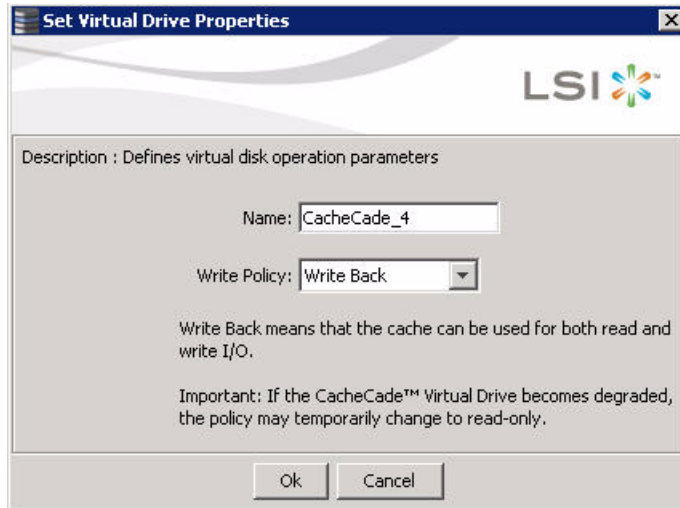 Set Virtual Drive Properties
LSI™
Description : Defines virtual disk operation parameters
Name: CacheCade_4
Write Policy: Write Back
Write Back means that the cache can be used for both read and
write I/O.
Important: If the CacheCade™ Virtual Drive becomes degraded,
the policy may temporarily change to read-only.
Ok Cancel